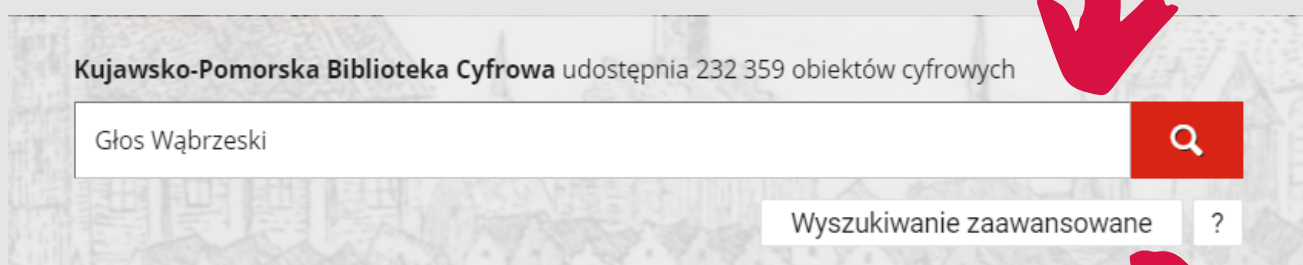 Kujawsko-Pomorska Biblioteka Cyfrowa udostępnia 232 359 obiektów cyfrowych
Głos Wąbrzeski
Wyszukiwanie zaawansowane ?